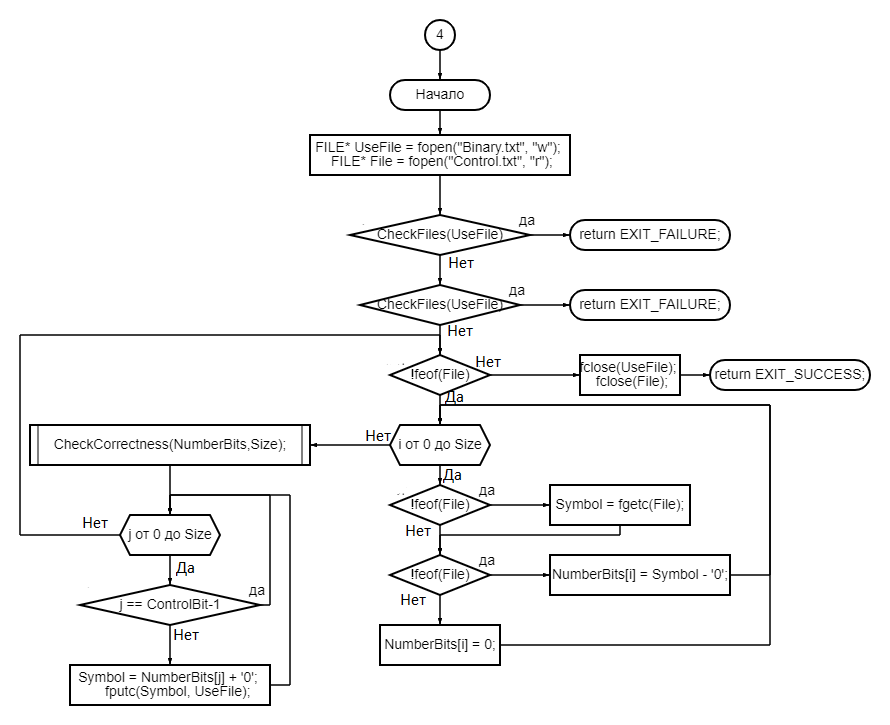 4
Начало
FILE* UseFile = fopen("Binary.txt", "w");
FILE* File = fopen("Control.txt", "r");
да
CheckFiles(UseFile)
return EXIT_FAILURE;
Нет
да
CheckFiles(UseFile)
return EXIT_FAILURE;
Нет
Нет
!feof(File)
fclose(UseFile);
fclose(File);
return EXIT_SUCCESS;
Да
Нет
i от 0 до Size
CheckCorrectness(NumberBits,Size);
Да
да
!feof(File)
Symbol = fgetc(File);
Нет
Нет
j от 0 до Size
да
!feof(File)
NumberBits[i] = Symbol - '0';
Да
да
j == ControlBit-1
Нет
Нет
NumberBits[i] = 0;
Symbol = NumberBits[j] + '0';
fputc(Symbol, UseFile);